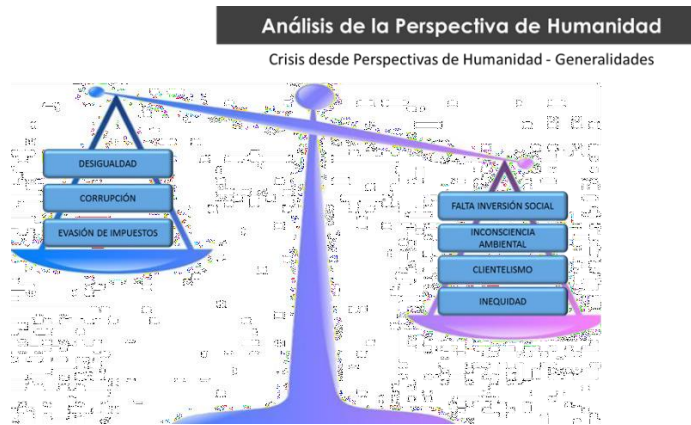 Análisis de la Perspectiva de Humanidad
Crisis desde Perspectivas de Humanidad - Generalidades
DESIGUALDAD
CORRUPCIÓN
EVASIÓN DE IMPUESTOS
FALTA INVERSIÓN SOCIAL
INCONSCIENCIA
AMBIENTAL
CLIENTELISMO
INEQUIDAD